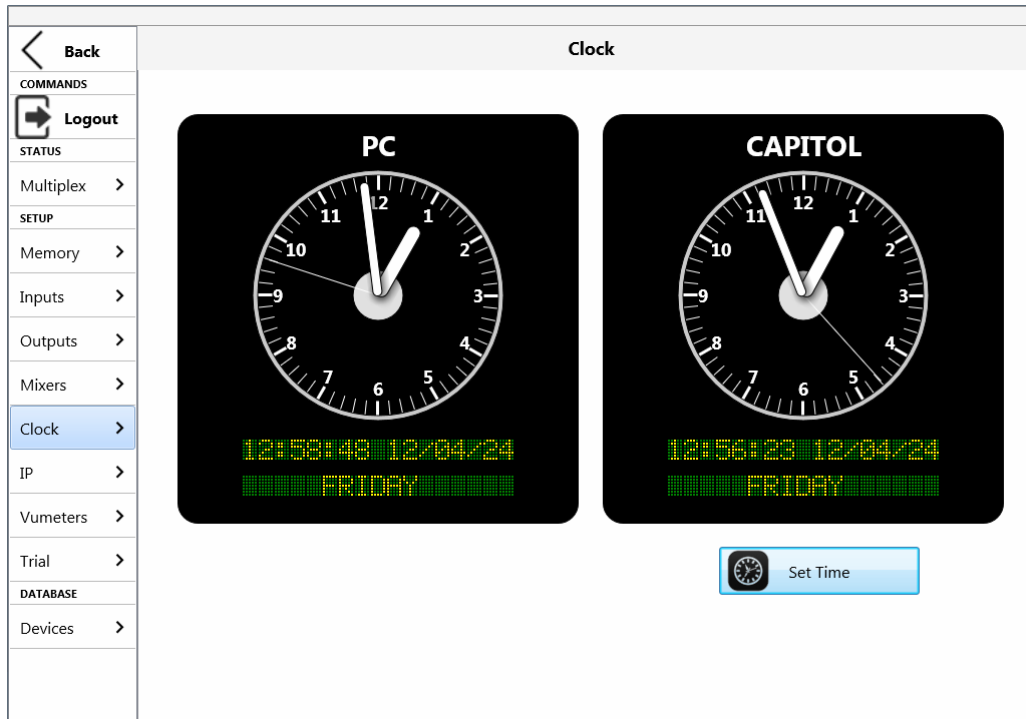 Back
Clock
COMMANDS
Logout
STATUS
Multiplex
SETUP
Memory
Inputs
Outputs
Mixers
Clock
IP
Vumeters
Trial
DATABASE
Devices
PC
12
1
2
3
4
5
6
7
8
9
10
11
12:58:48 12/04/24
FRIDAY
CAPITOL
12
1
2
3
4
5
6
7
8
9
10
11
12:56:23 12/04/24
FRIDAY
Set Time